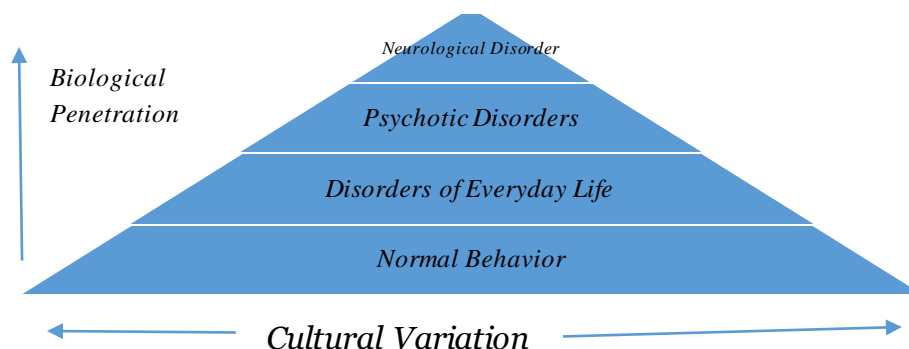 Neurological Disorder
Biological
Penetration
Psychotic Disorders
Disorders of Everyday Life
Normal Behavior
Cultural Variation